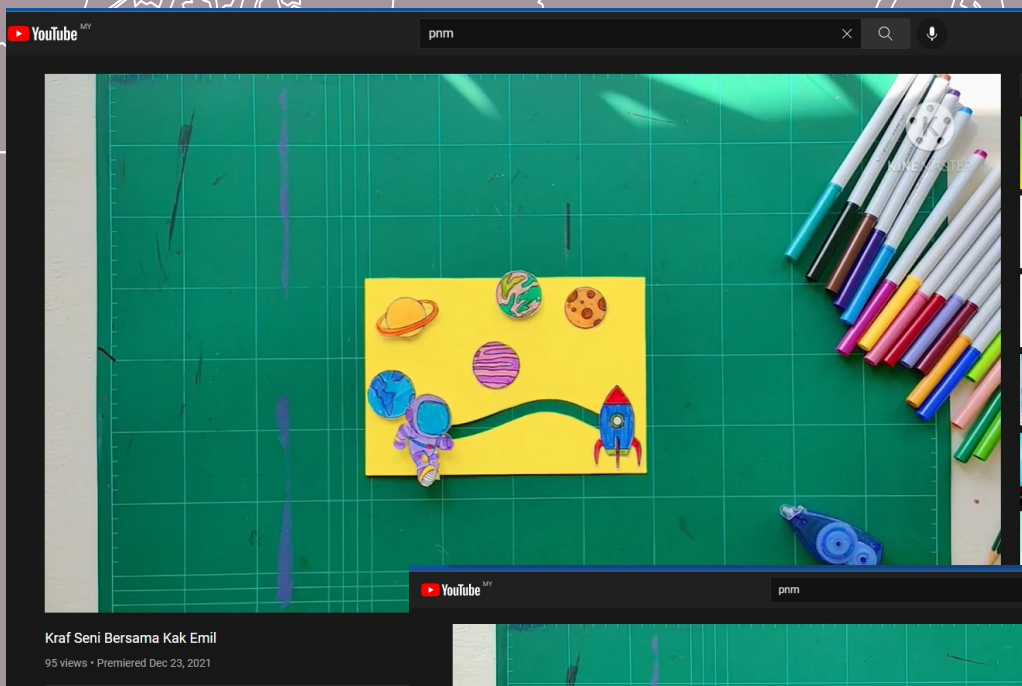 YouTube MY
pnm
KINEMASTER
Kraf Seni Bersama Kak Emil
95 views • Premiered Dec 23, 2021
YouTube MY
pnm